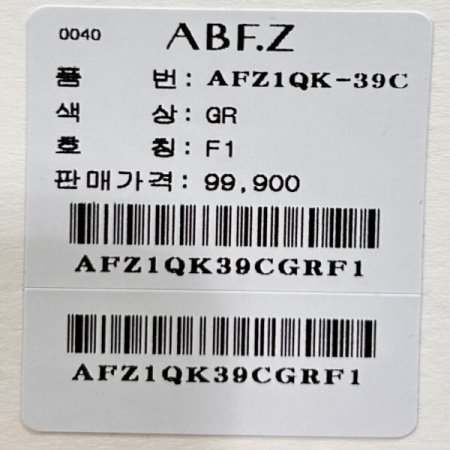 0040 ABF.Z
품 번: AFZ1QK-39C
색 상: GR
호 칭: F1
판매가격: 99,900
AFZ1QK39CGRF1
AFZ1QK39CGRF1